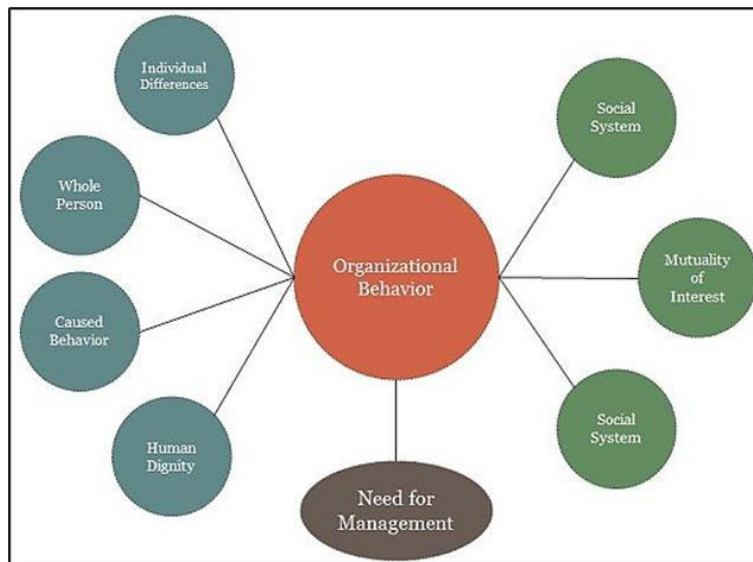 Individual
Differences
Whole
Person
Caused
Behavior
Human
Dignity
Organizational
Behavior
Need for
Management
Social
System
Mutuality
of
Interest
Social
System